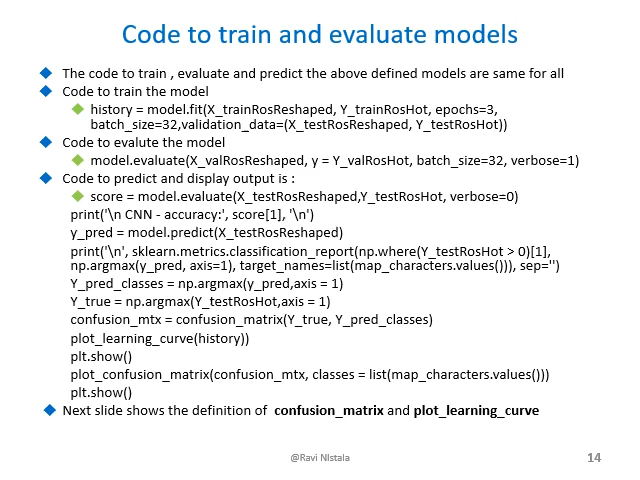 Code to train and evaluate models
The code to train , evaluate and predict the above defined models are same for all
Code to train the model
history = model.fit(X_trainRosReshaped, Y_trainRosHot, epochs=3,
batch_size=32,validation_data=(X_testRosReshaped, Y_testRosHot))
Code to evalute the model
model.evaluate(X_valRosReshaped, y = Y_valRosHot, batch_size=32, verbose=1)
Code to predict and display output is :
score = model.evaluate(X_testRosReshaped,Y_testRosHot, verbose=0)
print('\n CNN - accuracy:', score[1], '\n')
y_pred = model.predict(X_testRosReshaped)
print('\n', sklearn.metrics.classification_report(np.where(Y_testRosHot > 0)[1],
np.argmax(y_pred, axis=1), target_names=list(map_characters.values())), sep='')
Y_pred_classes = np.argmax(y_pred,axis = 1)
Y_true = np.argmax(Y_testRosHot,axis = 1)
confusion_mtx = confusion_matrix(Y_true, Y_pred_classes)
plot_learning_curve(history))
plt.show()
plot_confusion_matrix(confusion_mtx, classes = list(map_characters.values()))
plt.show()
Next slide shows the definition of confusion_matrix and plot_learning_curve
@Ravi NIstala
14